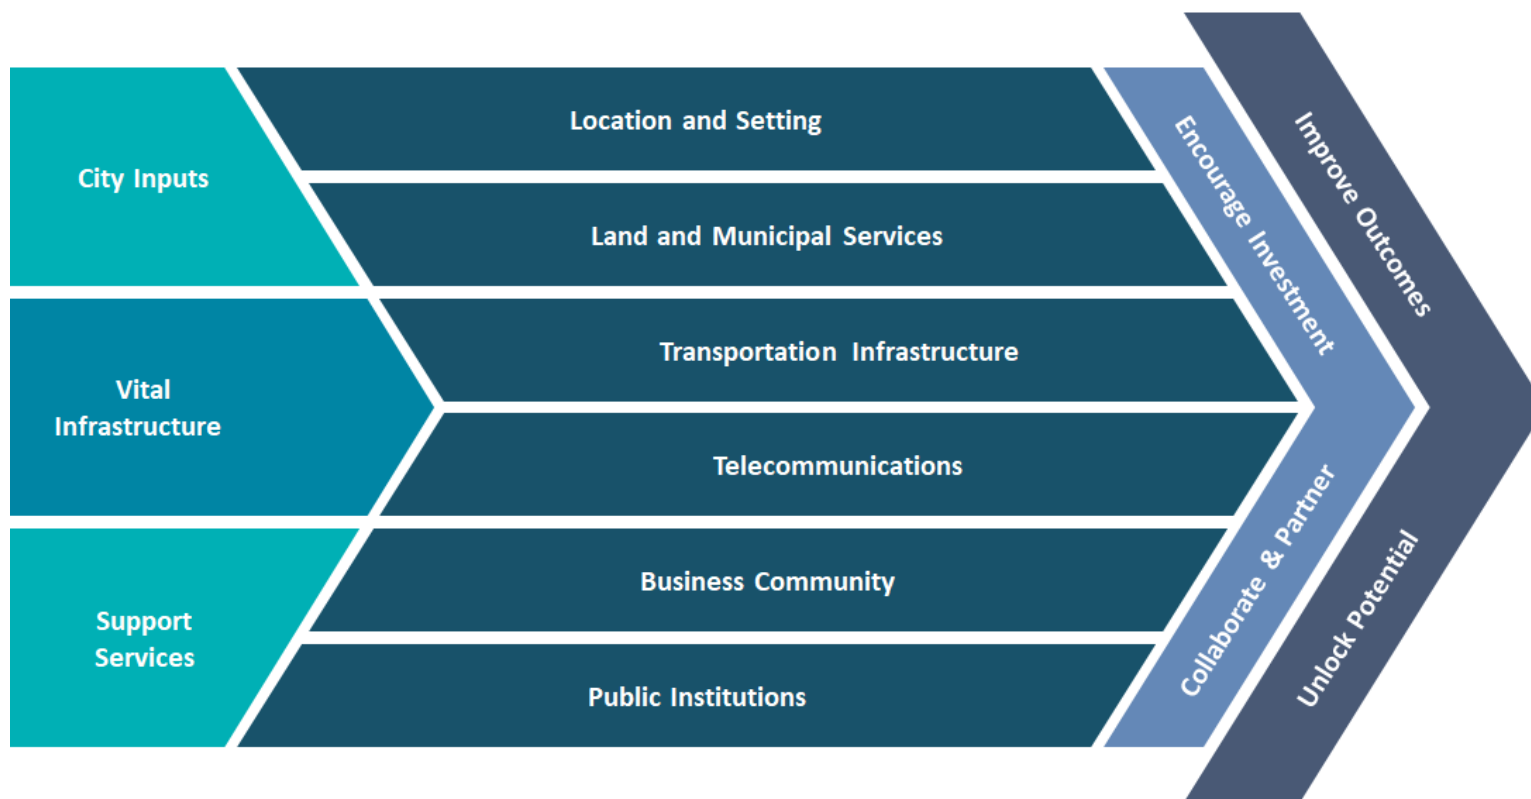 City Inputs
Location and Setting
Land and Municipal Services
Vital
Infrastructure
Transportation Infrastructure
Telecommunications
Support
Services
Business Community
Public Institutions
Encourage Investment
Collaborate & Partner
Improve Outcomes
Unlock Potential